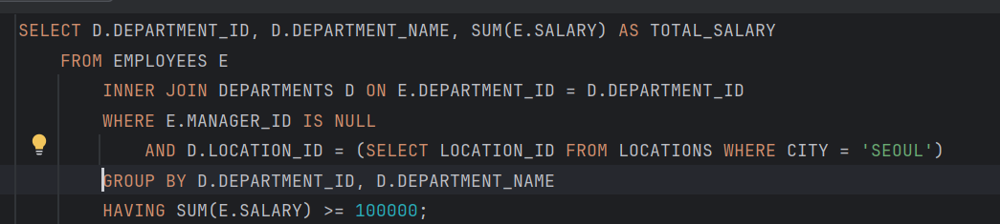 SELECT D.DEPARTMENT_ID, D.DEPARTMENT_NAME, SUM(E.SALARY) AS TOTAL_SALARY
FROM EMPLOYEES E
INNER JOIN DEPARTMENTS D ON E.DEPARTMENT_ID = D.DEPARTMENT_ID
WHERE E.MANAGER_ID IS NULL
AND D.LOCATION_ID = (SELECT LOCATION_ID FROM LOCATIONS WHERE CITY = 'SEOUL')
GROUP BY D.DEPARTMENT_ID, D.DEPARTMENT_NAME
HAVING SUM(E.SALARY) >= 100000;